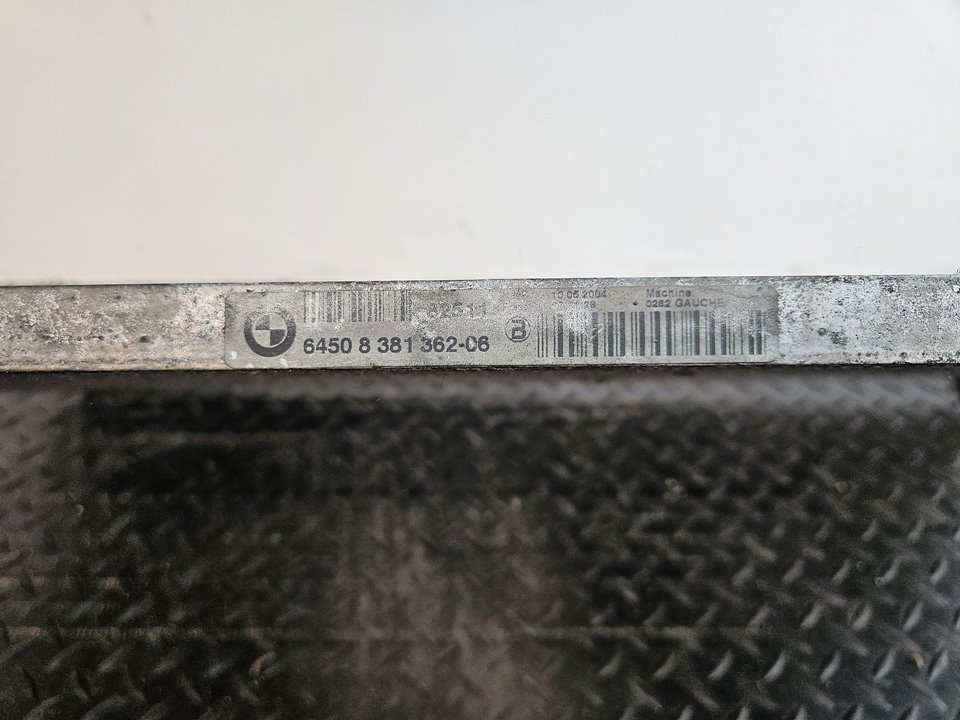 10.05.2004
Machine:
0282 GAUCHE
6450 8 381 362-06
B